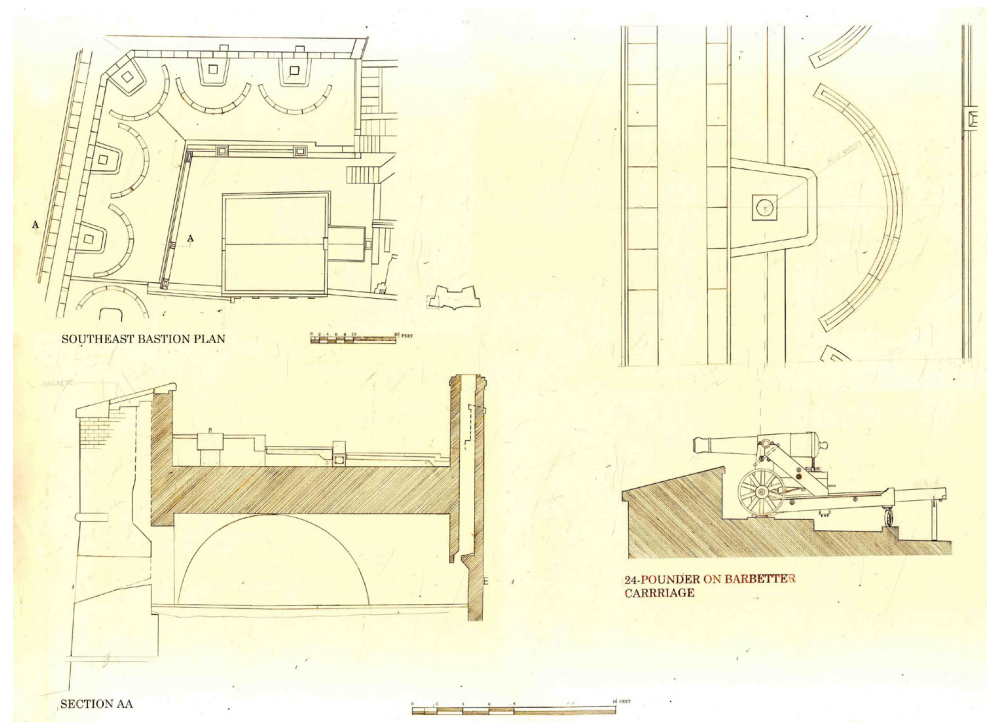 A
A
SOUTHEAST BASTION PLAN
FEET
24-POUNDER ON BARBETTER
CARRRIAGE
SECTION AA
FEET